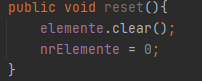 public void reset(){
elemente.clear();
nrElemente = 0;
}